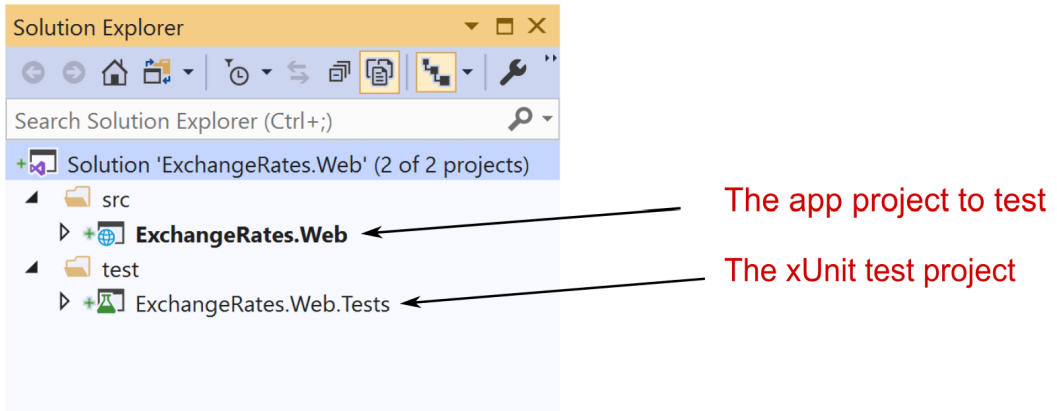 Solution Explorer
Search Solution Explorer (Ctrl+;)
Solution 'ExchangeRates.Web' (2 of 2 projects)
src
The app project to test
ExchangeRates.Web
test
The xUnit test project
ExchangeRates.Web.Tests